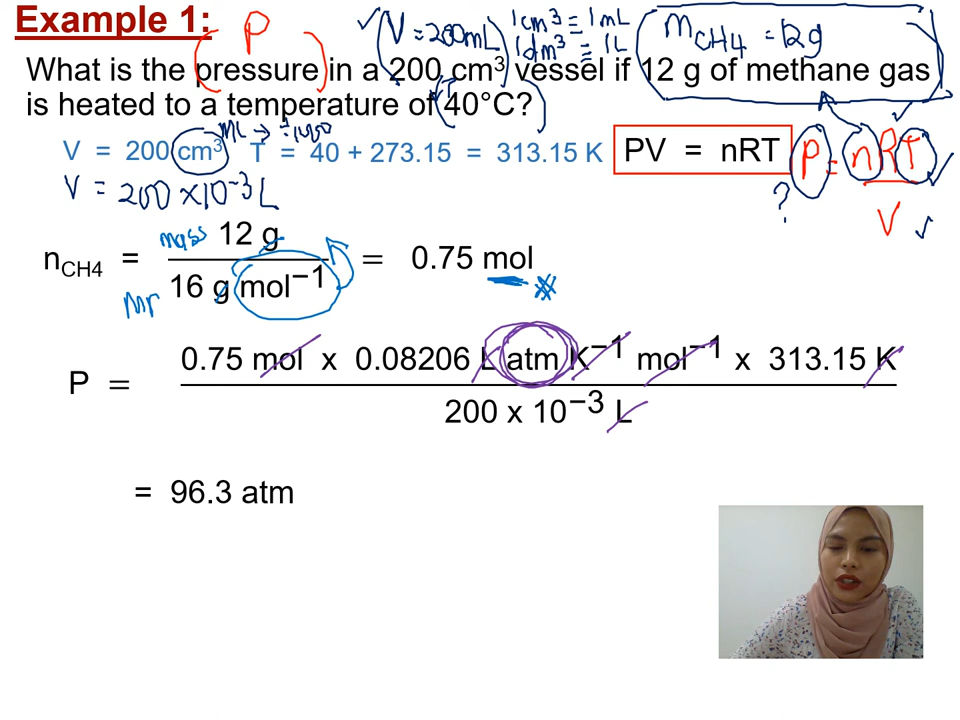 Example 1:
P
✓ V = 200mL
1cm³ ≡ 1mL
1dm³ ≡ 1L
mCH4 = 12g
What is the pressure in a 200 cm³ vessel if 12 g of methane gas
T
is heated to a temperature of 40°C?
mL → ÷1000
V = 200 cm³ T = 40 + 273.15 = 313.15 K PV = nRT
P = nRT
V ✓
?
V = 200 x10⁻³ L
mass 12 g
nCH4 = = 0.75 mol
16 g mol⁻¹
Mr
0.75 mol x 0.08206 L atm K⁻¹ mol⁻¹ x 313.15 K
P =
200 x 10⁻³ L
= 96.3 atm